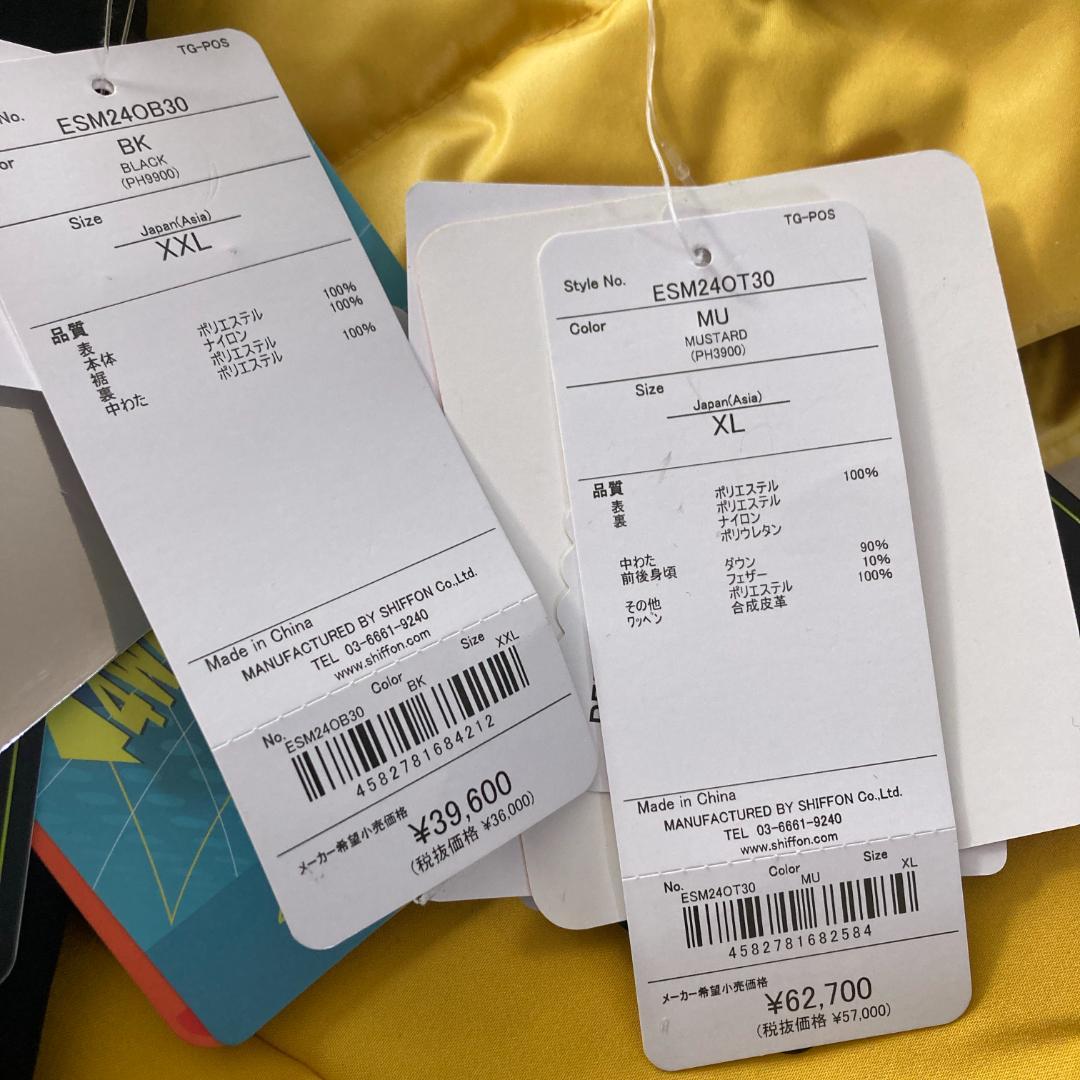 TG-POS
No.
ESM24OB30
or
BK
BLACK
(PH9900)
Size
Japan(Asia)
XXL
品質
表
本体 ポリエステル 100%
裾 ナイロン 100%
裏 ポリエステル
中わた ポリエステル 100%
Made in China
MANUFACTURED BY SHIFFON Co.,Ltd.
TEL 03-6661-9240
www.shiffon.com
No. Color Size
ESM24OB30 BK XXL
4582781684212
メーカー希望小売価格
¥39,600
(税抜価格 ¥36,000)
TG-POS
Style No. ESM24OT30
Color MU
MUSTARD
(PH3900)
Size
Japan(Asia)
XL
品質
表 ポリエステル 100%
裏 ポリエステル
ナイロン
ポリウレタン
中わた
前後身頃 ダウン 90%
フェザー 10%
その他 ポリエステル 100%
ワッペン 合成皮革
Made in China
MANUFACTURED BY SHIFFON Co.,Ltd.
TEL 03-6661-9240
www.shiffon.com
No. Color Size
ESM24OT30 MU XL
4582781682584
メーカー希望小売価格
¥62,700
(税抜価格 ¥57,000)